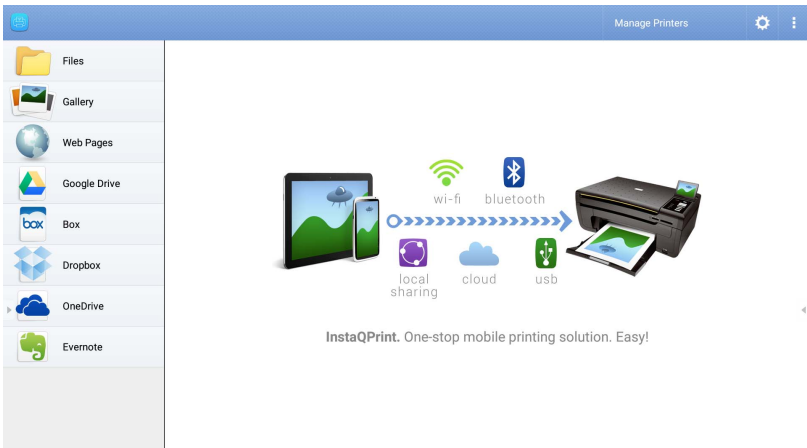 Manage Printers
Files
Gallery
Web Pages
Google Drive
box
Box
Dropbox
OneDrive
Evernote
wi-fi
bluetooth
local
sharing
cloud
usb
InstaQPrint. One-stop mobile printing solution. Easy!